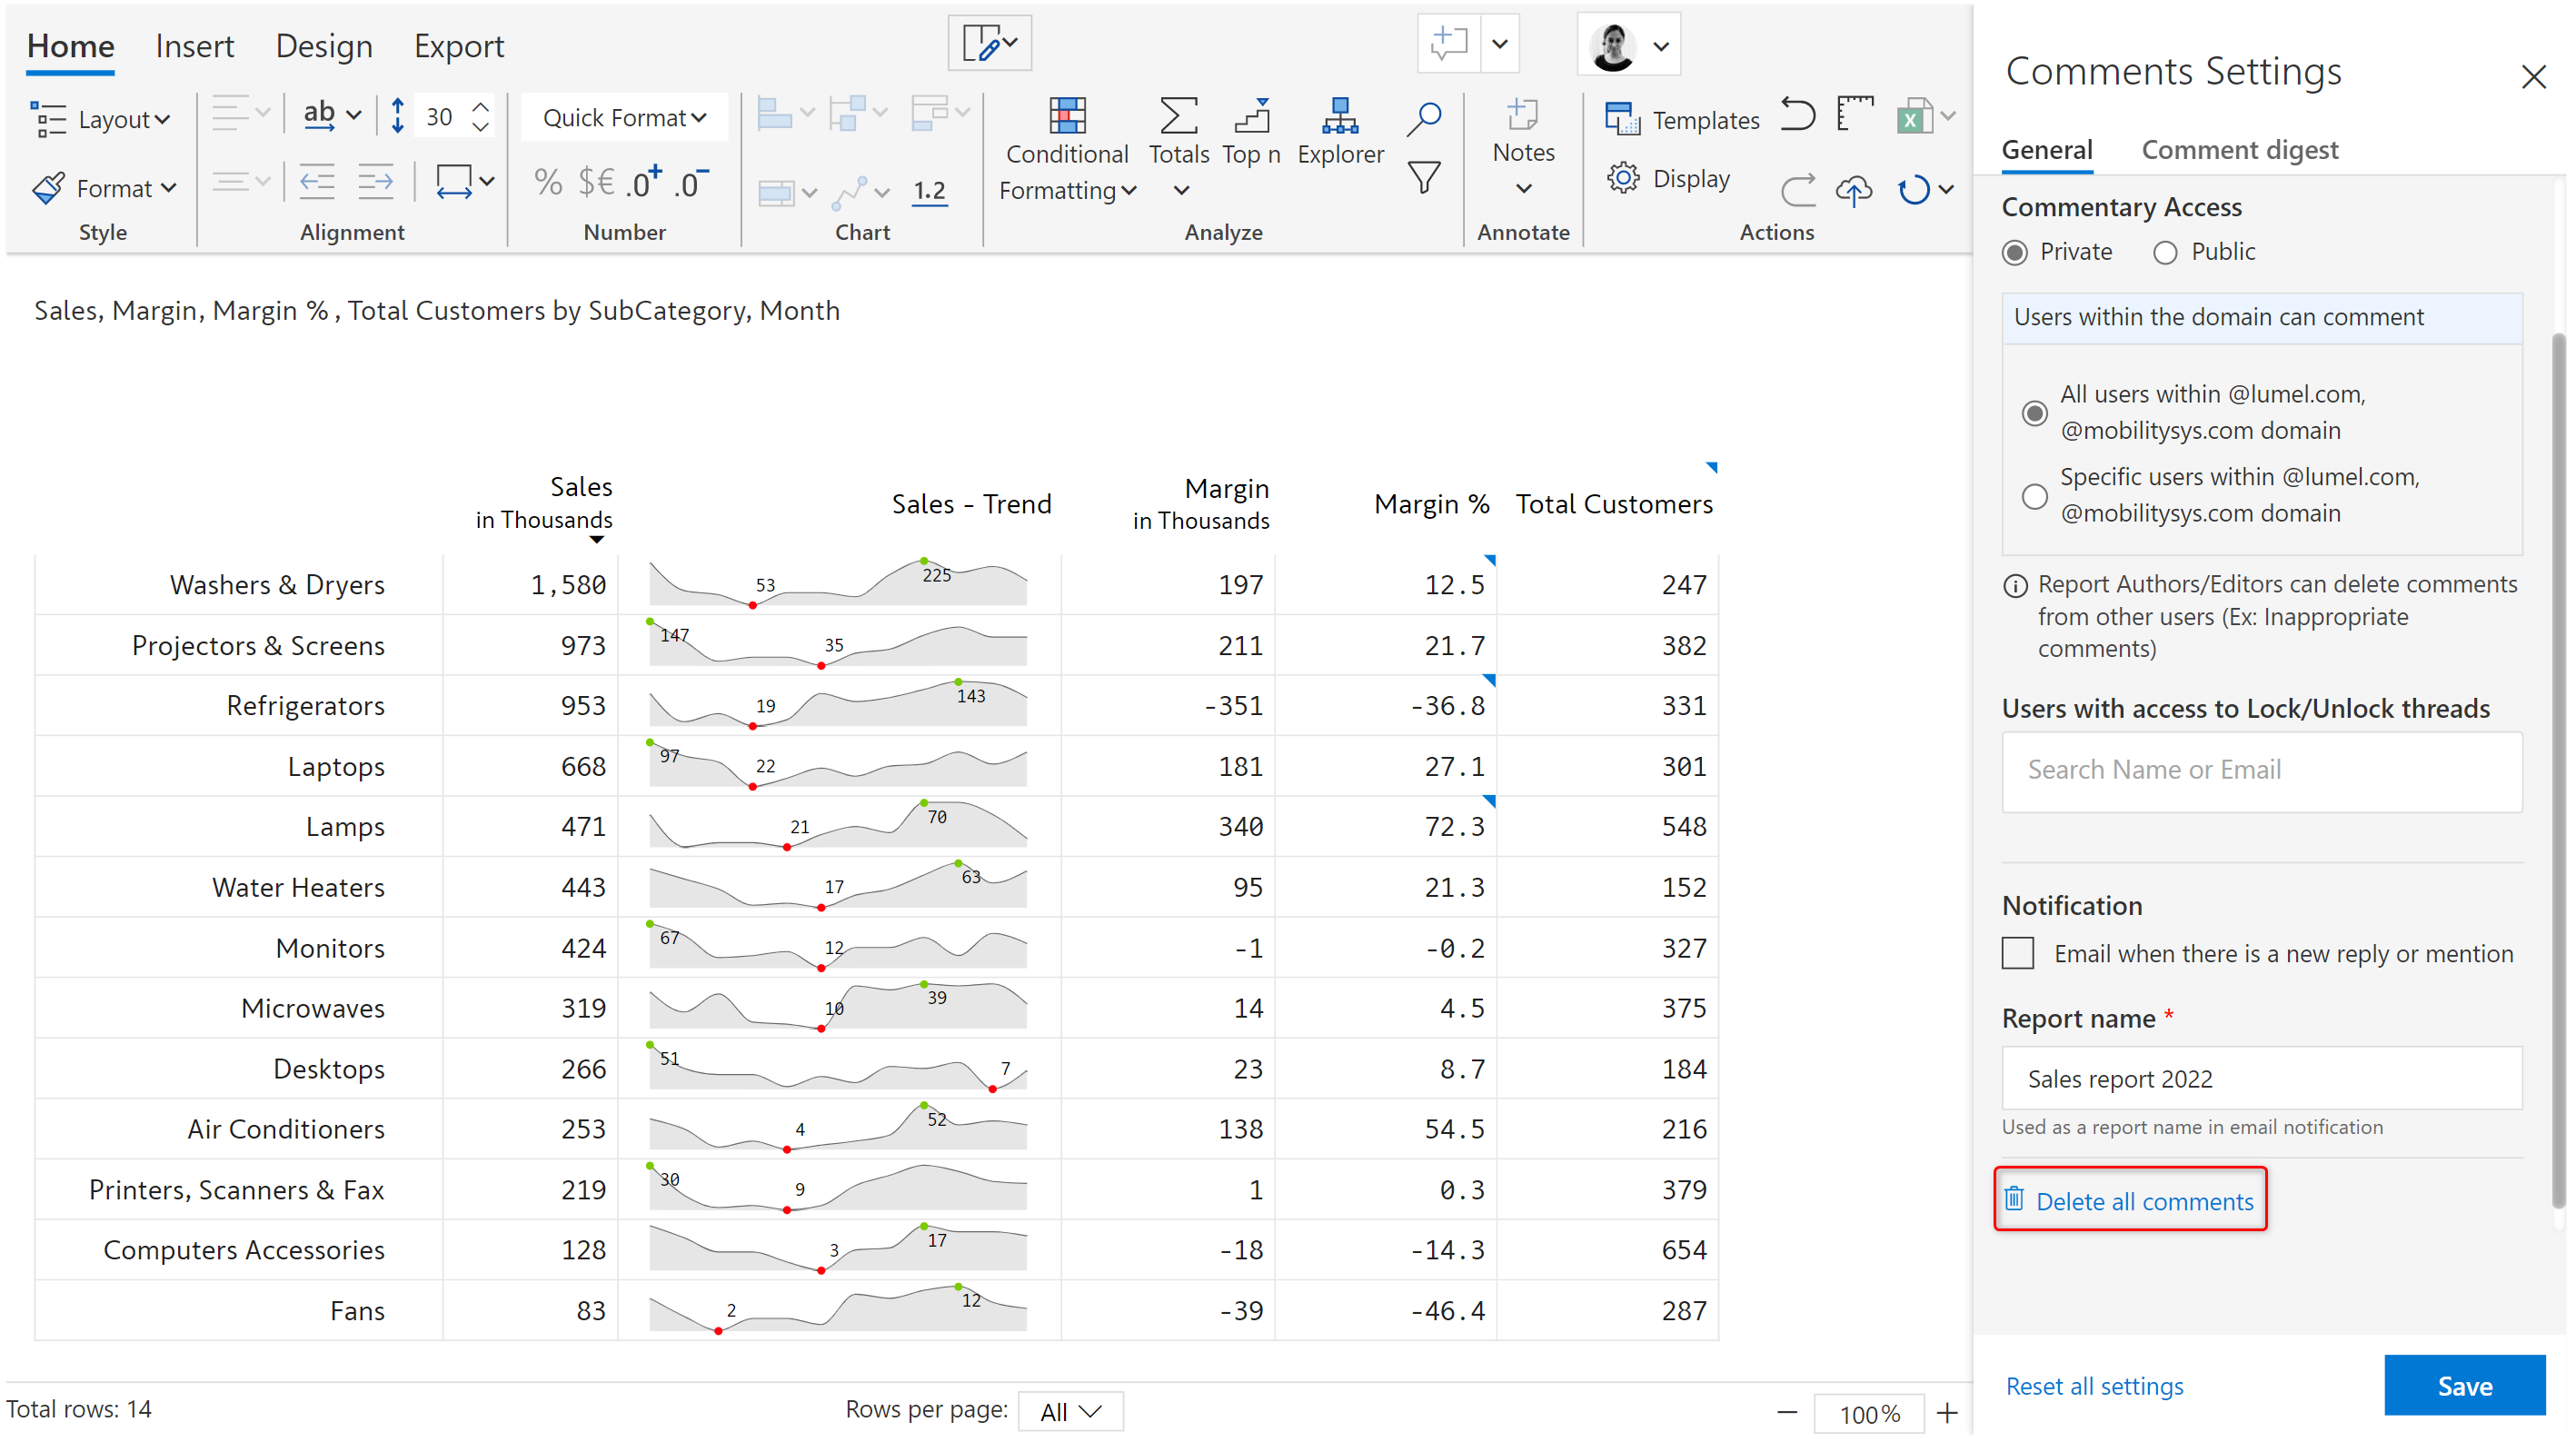 Home Insert Design Export
Layout ab 30 Quick Format
Conditional Formatting Totals Top n Explorer Notes Templates
Format % $€ .0+ .0- 1.2 Display
Style Alignment Number Chart Analyze Annotate Actions
Sales, Margin, Margin % , Total Customers by SubCategory, Month
Sales in Thousands Sales - Trend Margin in Thousands Margin % Total Customers
Washers & Dryers 1,580 53 225 197 12.5 247
Projectors & Screens 973 147 35 211 21.7 382
Refrigerators 953 19 143 -351 -36.8 331
Laptops 668 97 22 181 27.1 301
Lamps 471 21 70 340 72.3 548
Water Heaters 443 17 63 95 21.3 152
Monitors 424 67 12 -1 -0.2 327
Microwaves 319 10 39 14 4.5 375
Desktops 266 51 7 23 8.7 184
Air Conditioners 253 4 52 138 54.5 216
Printers, Scanners & Fax 219 30 9 1 0.3 379
Computers Accessories 128 3 17 -18 -14.3 654
Fans 83 2 12 -39 -46.4 287
Total rows: 14 Rows per page: All 100%
Comments Settings
General Comment digest
Commentary Access
Private Public
Users within the domain can comment
All users within @lumel.com,
@mobilitysys.com domain
Specific users within @lumel.com,
@mobilitysys.com domain
Report Authors/Editors can delete comments
from other users (Ex: Inappropriate
comments)
Users with access to Lock/Unlock threads
Search Name or Email
Notification
Email when there is a new reply or mention
Report name *
Sales report 2022
Used as a report name in email notification
Delete all comments
Reset all settings Save